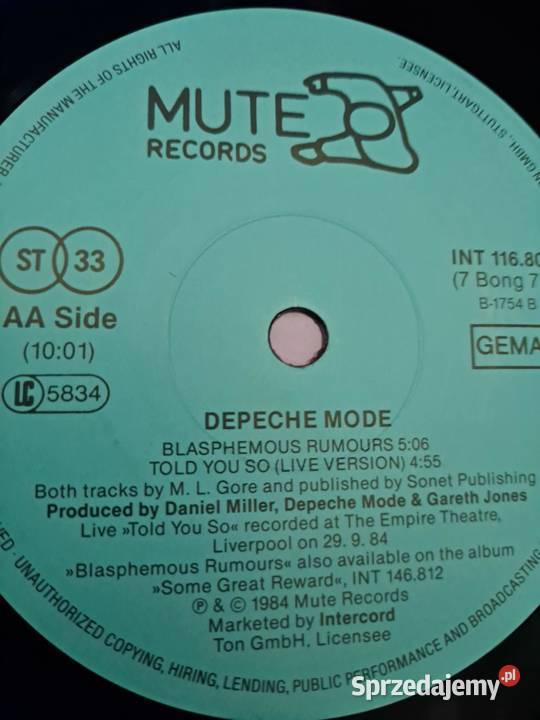 ALL RIGHTS OF THE MANUFACTURER
GMBH., STUTTGART, LICENSEE.
MUTE
RECORDS
ST 33
AA Side
(10:01)
LC 5834
INT 116.80
(7 Bong 7
B-1754 B
GEMA
DEPECHE MODE
BLASPHEMOUS RUMOURS 5:06
TOLD YOU SO (LIVE VERSION) 4:55
Both tracks by M. L. Gore and published by Sonet Publishing
Produced by Daniel Miller, Depeche Mode & Gareth Jones
Live »Told You So« recorded at The Empire Theatre,
Liverpool on 29. 9. 84
»Blasphemous Rumours« also available on the album
»Some Great Reward«, INT 146.812
℗ & © 1984 Mute Records
Marketed by Intercord
Ton GmbH, Licensee
UNAUTHORIZED COPYING, HIRING, LENDING, PUBLIC PERFORMANCE AND BROADCASTING
Sprzedajemy.pl